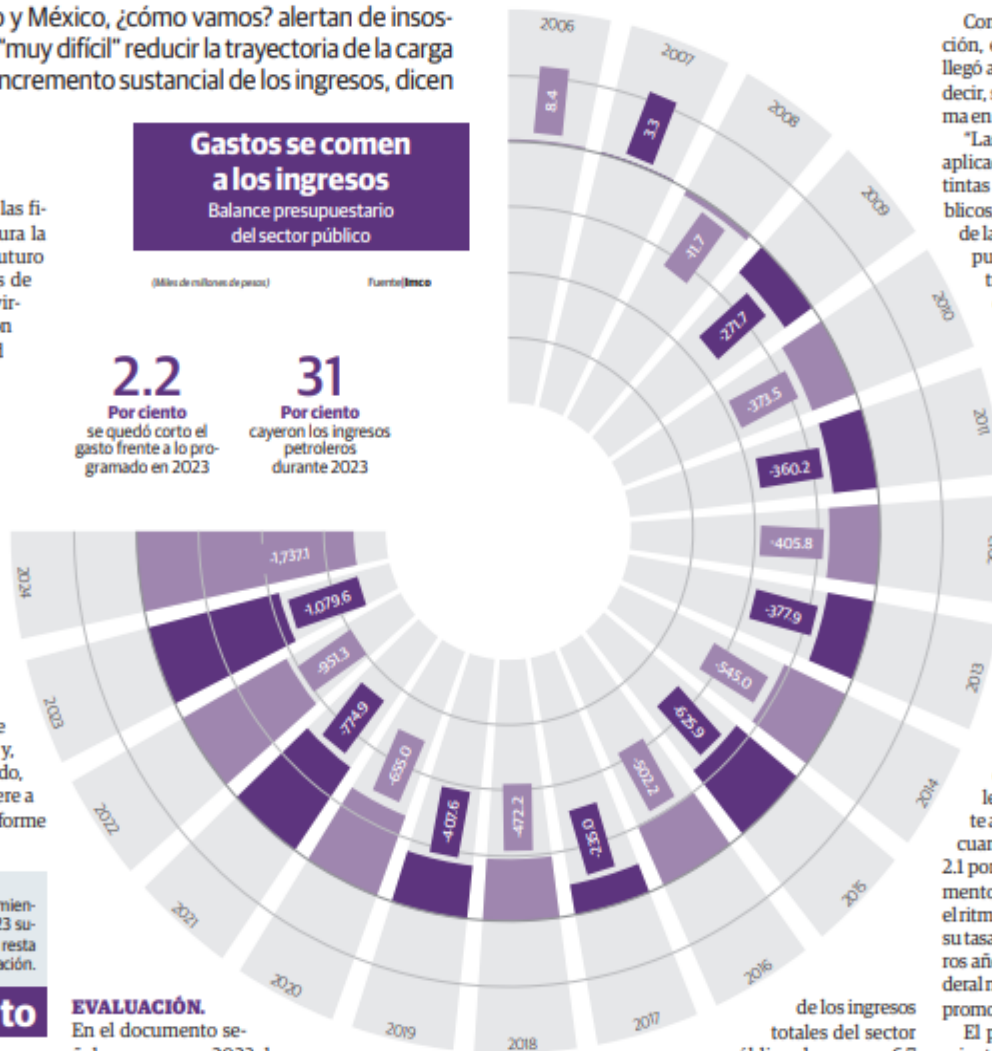 o y México, ¿cómo vamos? alertan de insos-
"muy difícil" reducir la trayectoria de la carga
ncremento sustancial de los ingresos, dicen
Gastos se comen
a los ingresos
Balance presupuestario
del sector público
(Miles de millones de pesos)
Fuente|Imco
2.2
Por ciento
se quedó corto el
gasto frente a lo pro-
gramado en 2023
31
Por ciento
cayeron los ingresos
petroleros
durante 2023
las fi-
ura la
uturo
s de
vir-
on
2006
8.4
2007
3.3
2008
-11.7
2009
-271.7
2010
-373.5
2011
-360.2
-405.8
2013
-377.9
2014
-545.0
2015
-625.9
2016
-502.2
2017
-235.0
2018
-472.2
2019
-407.6
2020
-655.0
2021
-774.9
2022
-951.3
2023
-1,079.6
2024
-1,737.1
e
y,
do,
ere a
forme
mien-
23 su-
resta
ación.
to
EVALUACIÓN.
En el documento se-
de los ingresos
totales del sector
Con
ción, 
llegó a
decir, s
ma en
"Las
aplica
tintas
blicos
de la
pu
t
le
te a
cuar
2.1 por
mento
el ritm
su tasa
ros añ
deral n
promo
El p